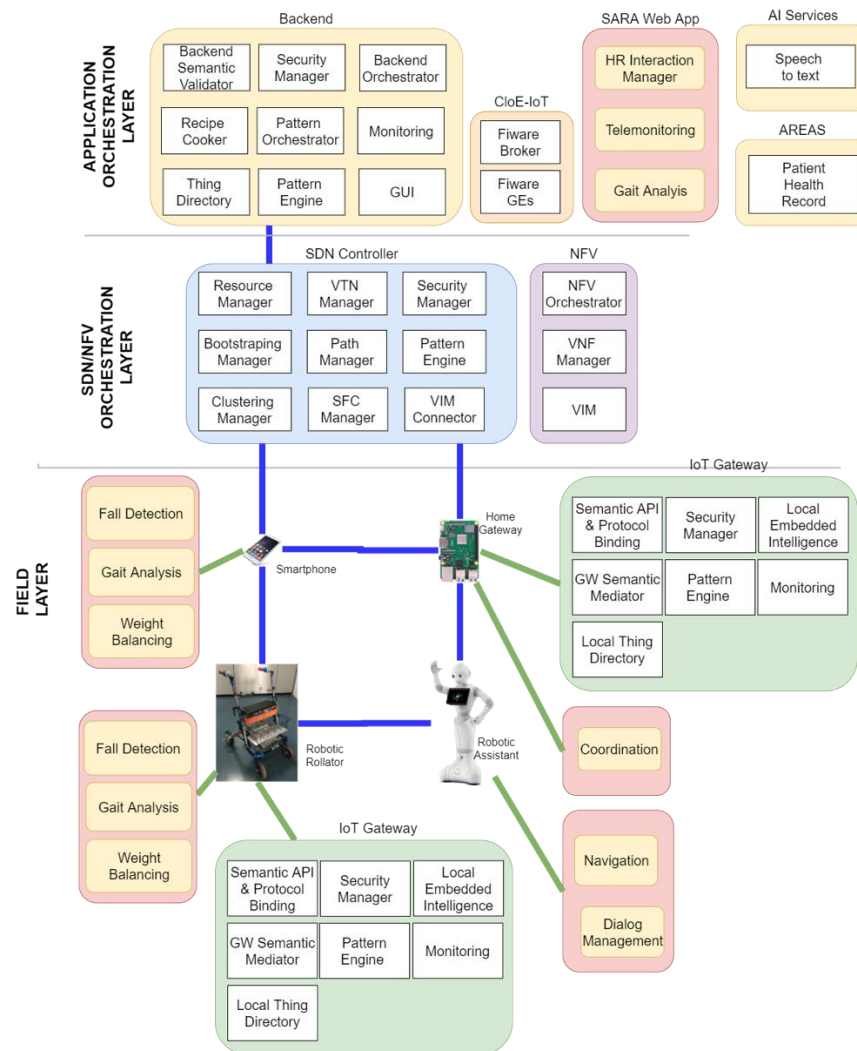 APPLICATION
ORCHESTRATION
LAYER
Backend
Backend
Semantic
Validator
Security
Manager
Backend
Orchestrator
Recipe
Cooker
Pattern
Orchestrator
Monitoring
Thing
Directory
Pattern
Engine
GUI
CloE-IoT
Fiware
Broker
Fiware
GEs
SARA Web App
HR Interaction
Manager
Telemonitoring
Gait Analyis
AI Services
Speech
to text
AREAS
Patient
Health
Record
SDN/NFV
ORCHESTRATION
LAYER
SDN Controller
Resource
Manager
VTN
Manager
Security
Manager
Bootstraping
Manager
Path
Manager
Pattern
Engine
Clustering
Manager
SFC
Manager
VIM
Connector
NFV
NFV
Orchestrator
VNF
Manager
VIM
FIELD
LAYER
Fall Detection
Gait Analysis
Weight
Balancing
Smartphone
Home
Gateway
IoT Gateway
Semantic API
& Protocol
Binding
Security
Manager
Local
Embedded
Intelligence
GW Semantic
Mediator
Pattern
Engine
Monitoring
Local Thing
Directory
Fall Detection
Gait Analysis
Weight
Balancing
Robotic
Rollator
Robotic
Assistant
Coordination
Navigation
Dialog
Management
IoT Gateway
Semantic API
& Protocol
Binding
Security
Manager
Local
Embedded
Intelligence
GW Semantic
Mediator
Pattern
Engine
Monitoring
Local Thing
Directory